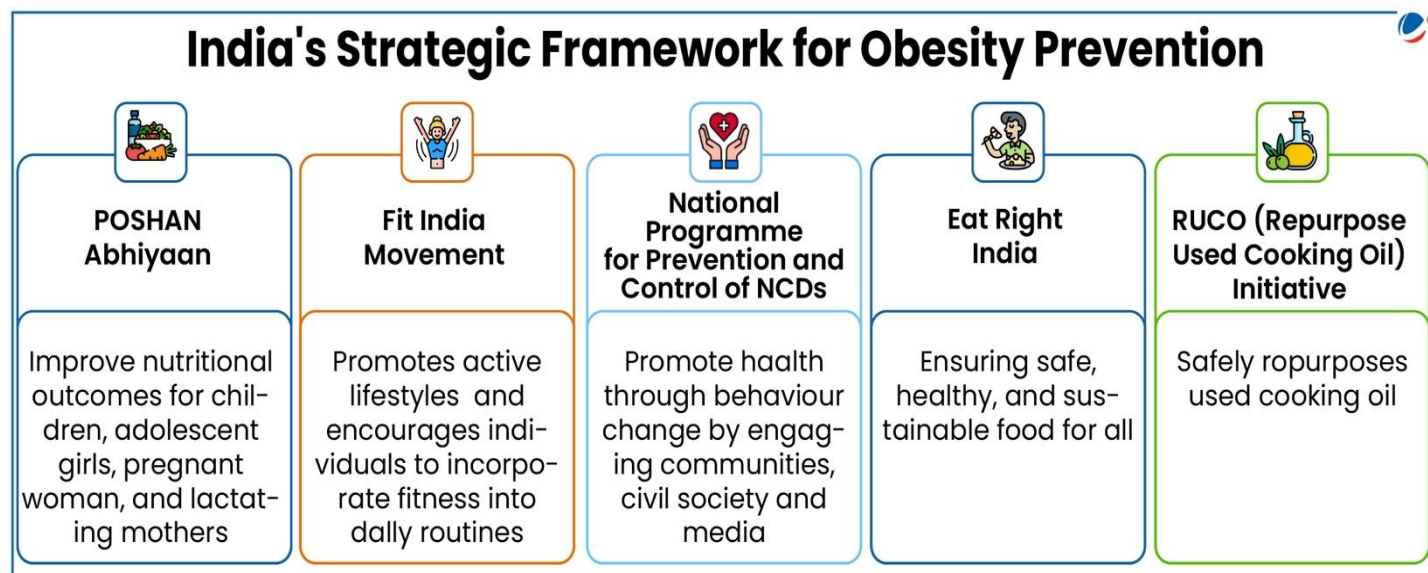 India's Strategic Framework for Obesity Prevention
POSHAN
Abhiyaan
Improve nutritional
outcomes for chil-
dren, adolescent
girls, pregnant
woman, and lactat-
ing mothers
Fit India
Movement
Promotes active
lifestyles and
encourages indi-
viduals to incorpo-
rate fitness into
dally routines
National
Programme
for Prevention and
Control of NCDs
Promote haalth
through behaviour
change by engag-
ing communities,
civil society and
media
Eat Right
India
Ensuring safe,
healthy, and sus-
tainable food for all
RUCO (Repurpose
Used Cooking Oil)
Initiative
Safely ropurposes
used cooking oil